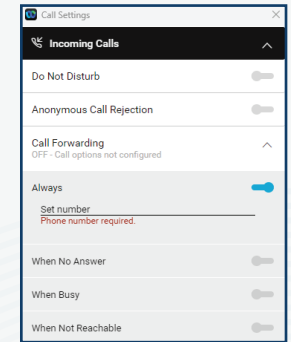 Call Settings
Incoming Calls
Do Not Disturb
Anonymous Call Rejection
Call Forwarding
OFF - Call options not configured
Always
Set number
Phone number required.
When No Answer
When Busy
When Not Reachable